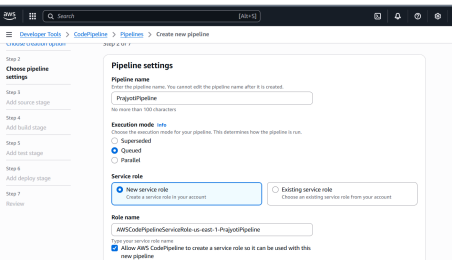 aws
Search
[Alt+S]
Developer Tools > CodePipeline > Pipelines > Create new pipeline
Choose creation option
Step 2 of 7
Step 2
Choose pipeline
settings
Step 3
Add source stage
Step 4
Add build stage
Step 5
Add test stage
Step 6
Add deploy stage
Step 7
Review
Pipeline settings
Pipeline name
Enter the pipeline name. You cannot edit the pipeline name after it is created.
PrajyotiPipeline
No more than 100 characters
Execution mode Info
Choose the execution mode for your pipeline. This determines how the pipeline is run.
Superseded
Queued
Parallel
Service role
New service role
Create a service role in your account
Existing service role
Choose an existing service role from your account
Role name
AWSCodePipelineServiceRole-us-east-1-PrajyotiPipeline
Type your service role name
Allow AWS CodePipeline to create a service role so it can be used with this
new pipeline